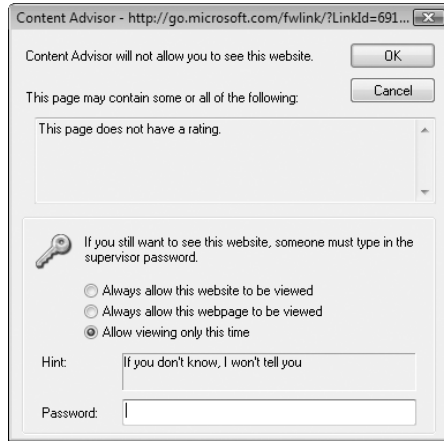 Content Advisor - http://go.microsoft.com/fwlink/?LinkId=691...
Content Advisor will not allow you to see this website.
OK
Cancel
This page may contain some or all of the following:
This page does not have a rating.
If you still want to see this website, someone must type in the
supervisor password.
Always allow this website to be viewed
Always allow this webpage to be viewed
Allow viewing only this time
Hint:
If you don't know, I won't tell you
Password: